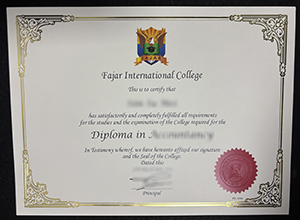 Fajar International College
This is to certify that
has satisfactorily and completely fulfilled all requirements
for the studies and the examination of the College required for the
Diploma in Accountancy
In Testimony whereof, we have hereunto affixed our signature
and the Seal of the College.
Dated this
Principal